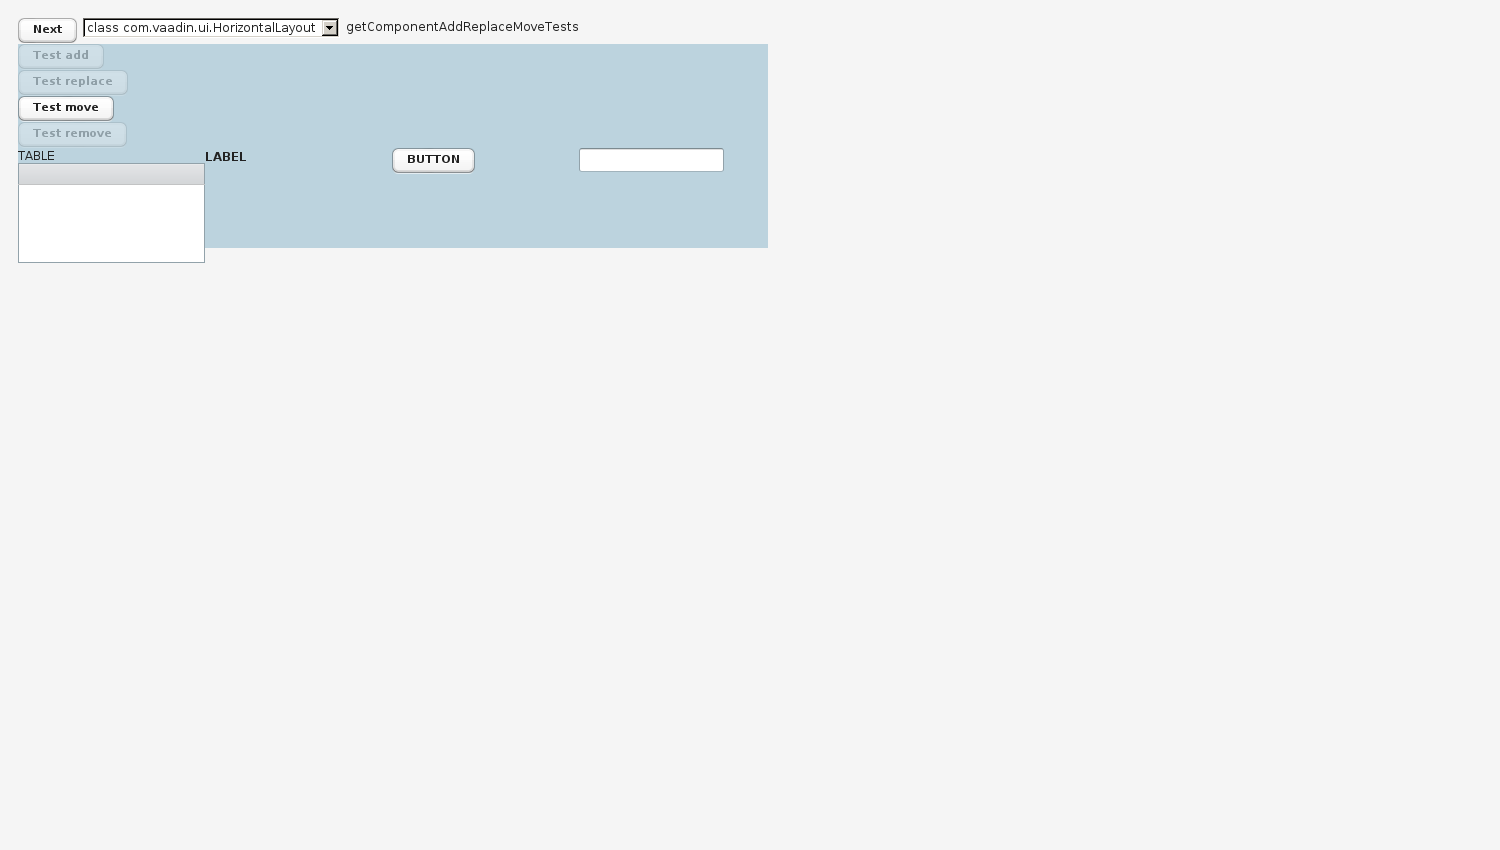 Next class com.vaadin.ui.HorizontalLayout getComponentAddReplaceMoveTests
Test add
Test replace
Test move
Test remove
TABLE LABEL BUTTON